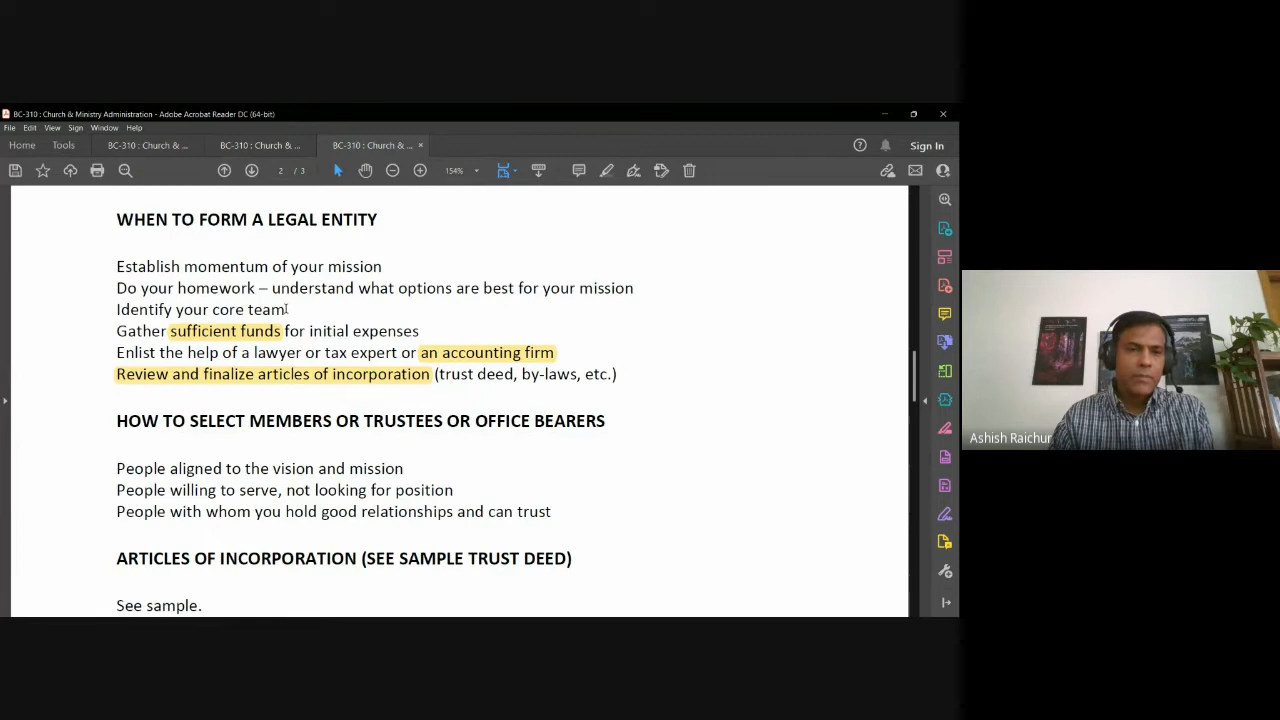 BC-310 : Church & Ministry Administration - Adobe Acrobat Reader DC (64-bit)
File Edit View Sign Window Help
Home Tools BC-310 : Church & ... BC-310 : Church & ... BC-310 : Church & ... × Sign In
2 / 3 154%
WHEN TO FORM A LEGAL ENTITY
Establish momentum of your mission
Do your homework – understand what options are best for your mission
Identify your core team
Gather sufficient funds for initial expenses
Enlist the help of a lawyer or tax expert or an accounting firm
Review and finalize articles of incorporation (trust deed, by-laws, etc.)
HOW TO SELECT MEMBERS OR TRUSTEES OR OFFICE BEARERS
People aligned to the vision and mission
People willing to serve, not looking for position
People with whom you hold good relationships and can trust
ARTICLES OF INCORPORATION (SEE SAMPLE TRUST DEED)
See sample.
Ashish Raichur